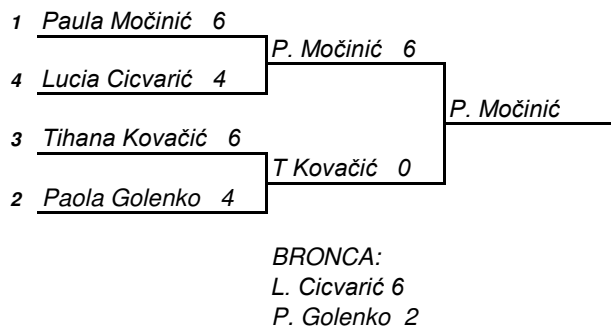 1 Paula Močinić 6
P. Močinić 6
4 Lucia Cicvarić 4
P. Močinić
3 Tihana Kovačić 6
T Kovačić 0
2 Paola Golenko 4
BRONCA:
L. Cicvarić 6
P. Golenko 2